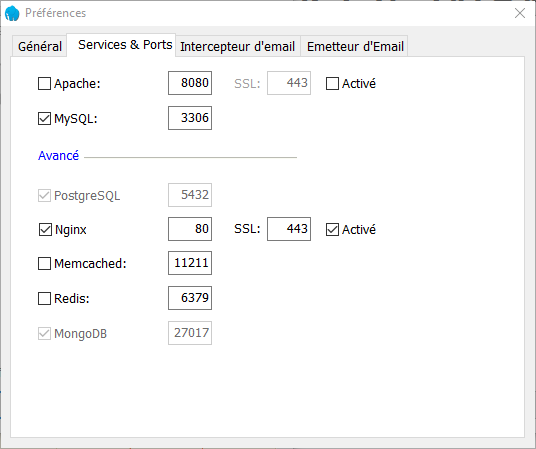 Préférences
Général Services & Ports Intercepteur d'email Emetteur d'Email
Apache: 8080 SSL: 443 Activé
MySQL: 3306
Avancé
PostgreSQL 5432
Nginx 80 SSL: 443 Activé
Memcached: 11211
Redis: 6379
MongoDB 27017